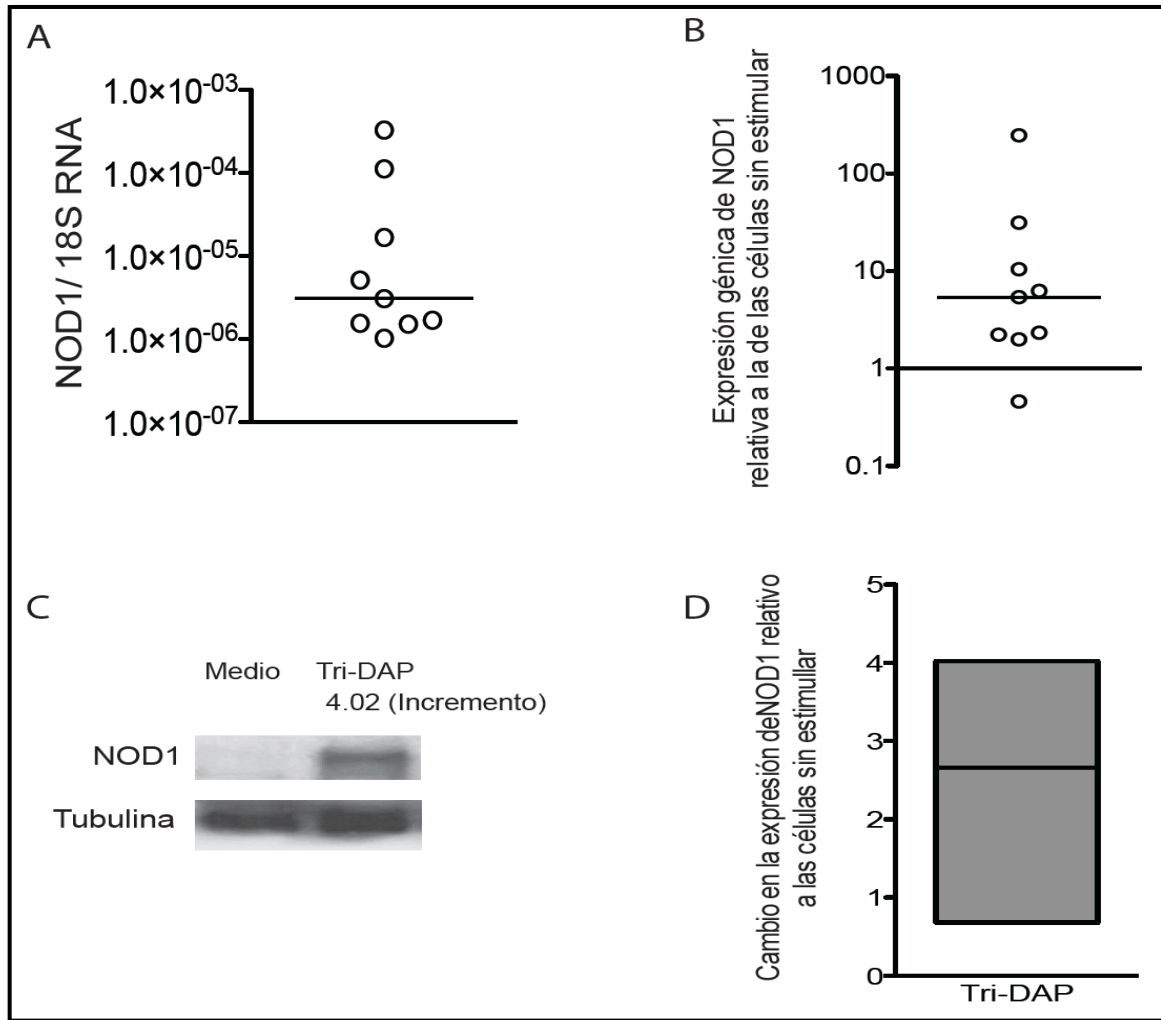 A
NOD1/ 18S RNA
1.0×10-03
1.0×10-04
1.0×10-05
1.0×10-06
1.0×10-07
B
Expresión génica de NOD1
relativa a la de las células sin estimular
1000
100
10
1
0.1
C
Medio Tri-DAP
4.02 (Incremento)
NOD1
Tubulina
D
Cambio en la expresión deNOD1 relativo
a las células sin estimullar
5
4
3
2
1
0
Tri-DAP